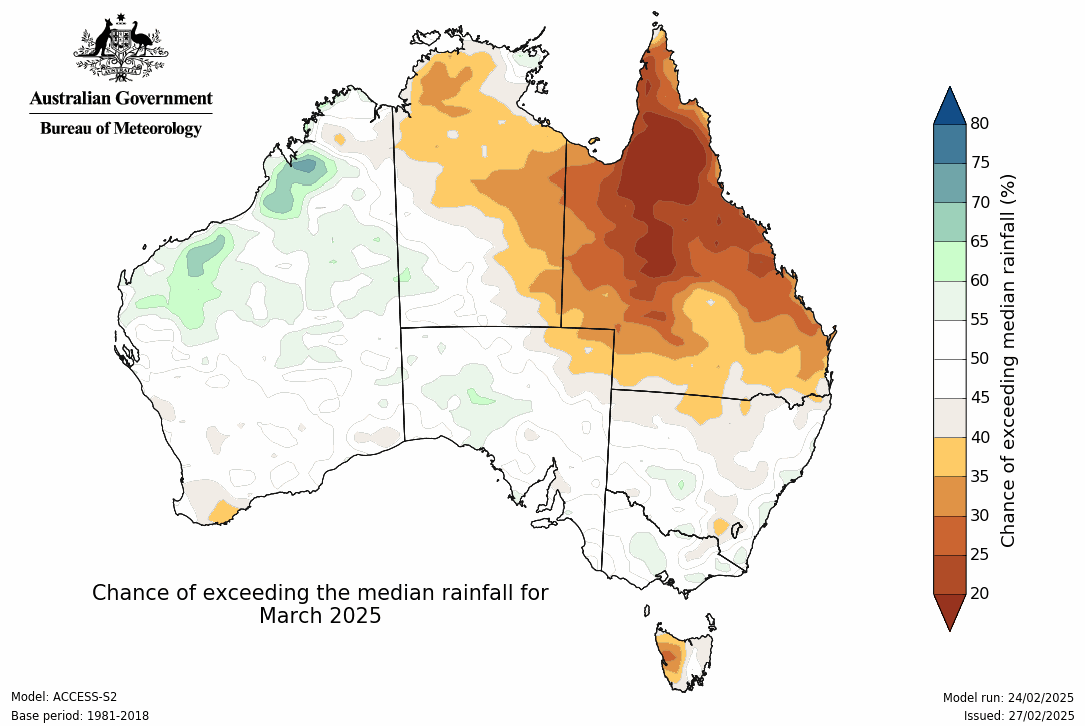 AUSTRALIA
Australian Government
Bureau of Meteorology
80
75
70
65
60
55
50
45
40
35
30
25
20
Chance of exceeding median rainfall (%)
Chance of exceeding the median rainfall for
March 2025
Model: ACCESS-S2
Base period: 1981-2018
Model run: 24/02/2025
Issued: 27/02/2025